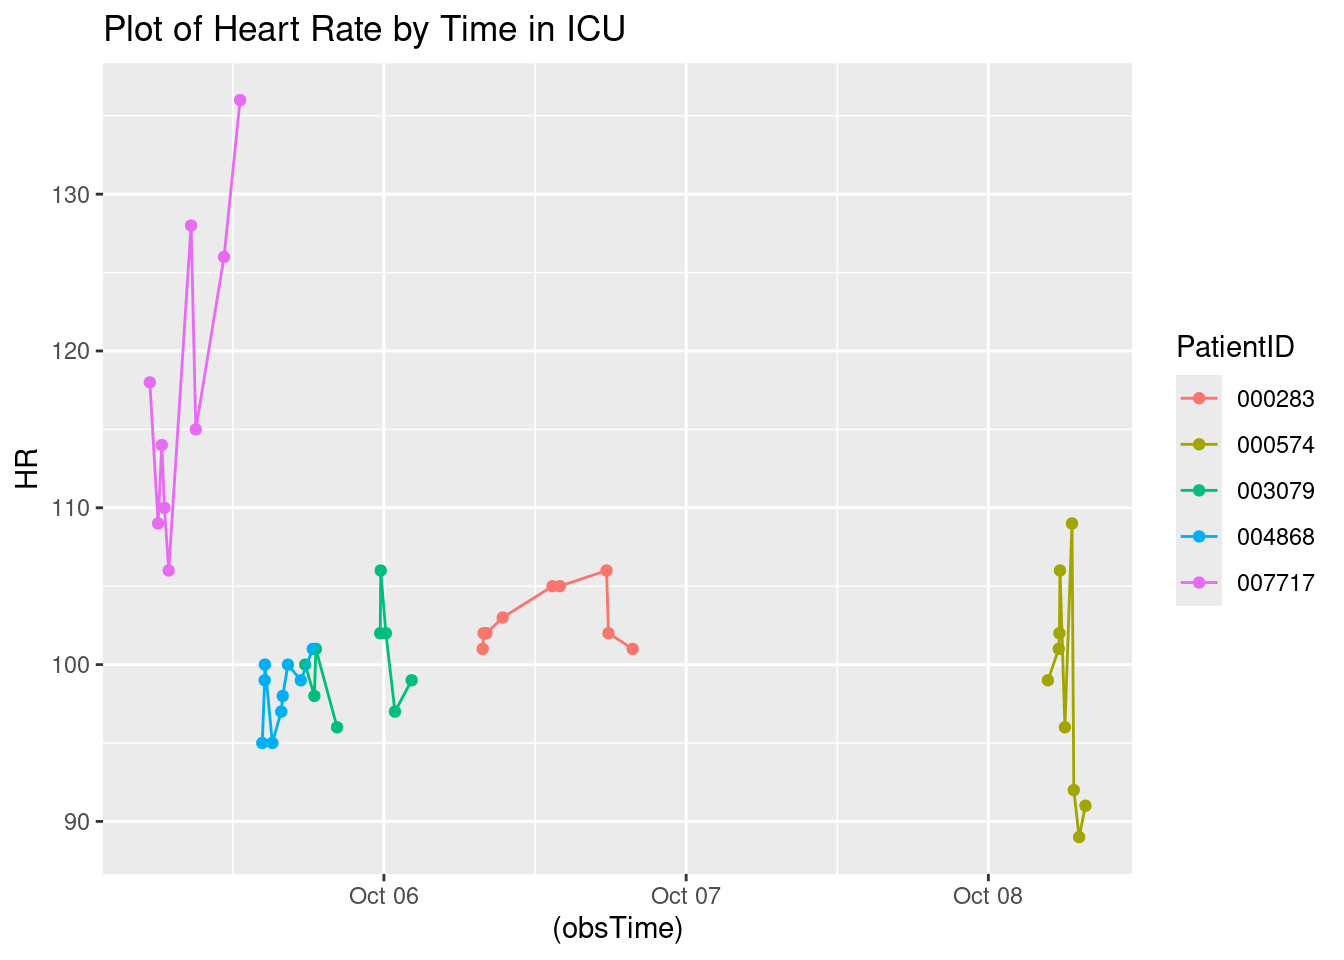 Plot of Heart Rate by Time in ICU
HR
130
120
110
100
90
Oct 06
Oct 07
Oct 08
(obsTime)
PatientID
000283
000574
003079
004868
007717